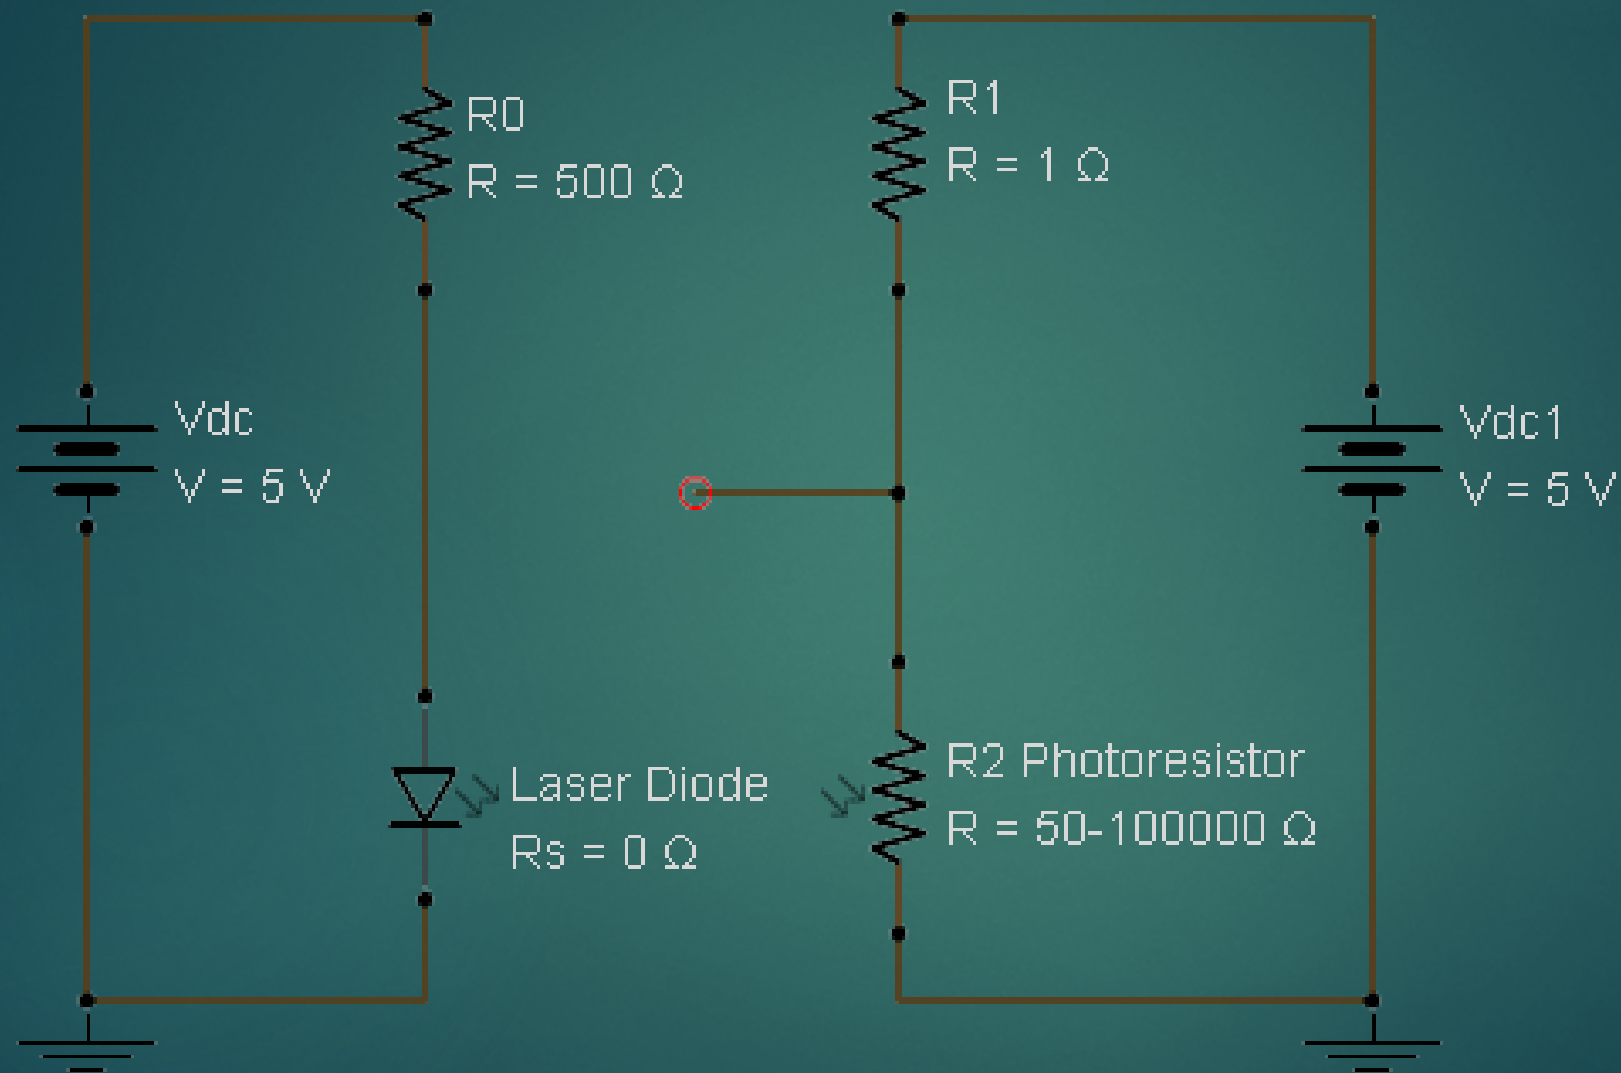 R0
R = 500 Ω
R1
R = 1 Ω
Vdc
V = 5 V
Vdc1
V = 5 V
Laser Diode
Rs = 0 Ω
R2 Photoresistor
R = 50-100000 Ω